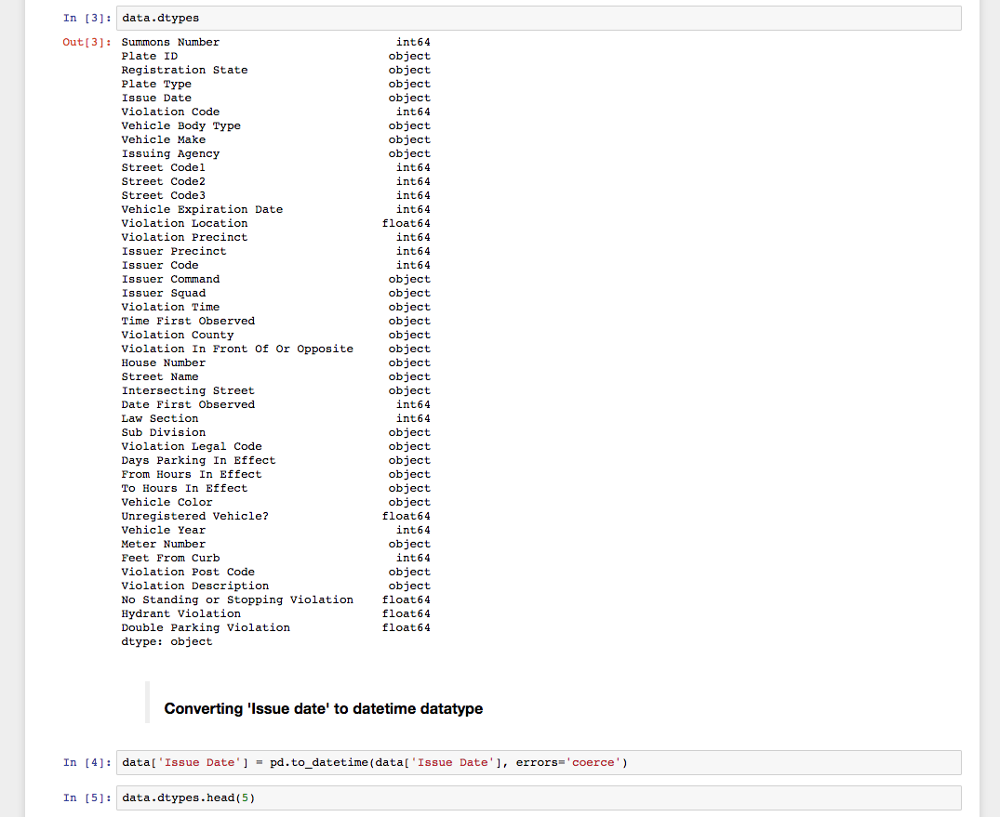 In [3]: data.dtypes
Out[3]: Summons Number int64
Plate ID object
Registration State object
Plate Type object
Issue Date object
Violation Code int64
Vehicle Body Type object
Vehicle Make object
Issuing Agency object
Street Code1 int64
Street Code2 int64
Street Code3 int64
Vehicle Expiration Date int64
Violation Location float64
Violation Precinct int64
Issuer Precinct int64
Issuer Code int64
Issuer Command object
Issuer Squad object
Violation Time object
Time First Observed object
Violation County object
Violation In Front Of Or Opposite object
House Number object
Street Name object
Intersecting Street object
Date First Observed int64
Law Section int64
Sub Division object
Violation Legal Code object
Days Parking In Effect object
From Hours In Effect object
To Hours In Effect object
Vehicle Color object
Unregistered Vehicle? float64
Vehicle Year int64
Meter Number object
Feet From Curb int64
Violation Post Code object
Violation Description object
No Standing or Stopping Violation float64
Hydrant Violation float64
Double Parking Violation float64
dtype: object
Converting 'Issue date' to datetime datatype
In [4]: data['Issue Date'] = pd.to_datetime(data['Issue Date'], errors='coerce')
In [5]: data.dtypes.head(5)